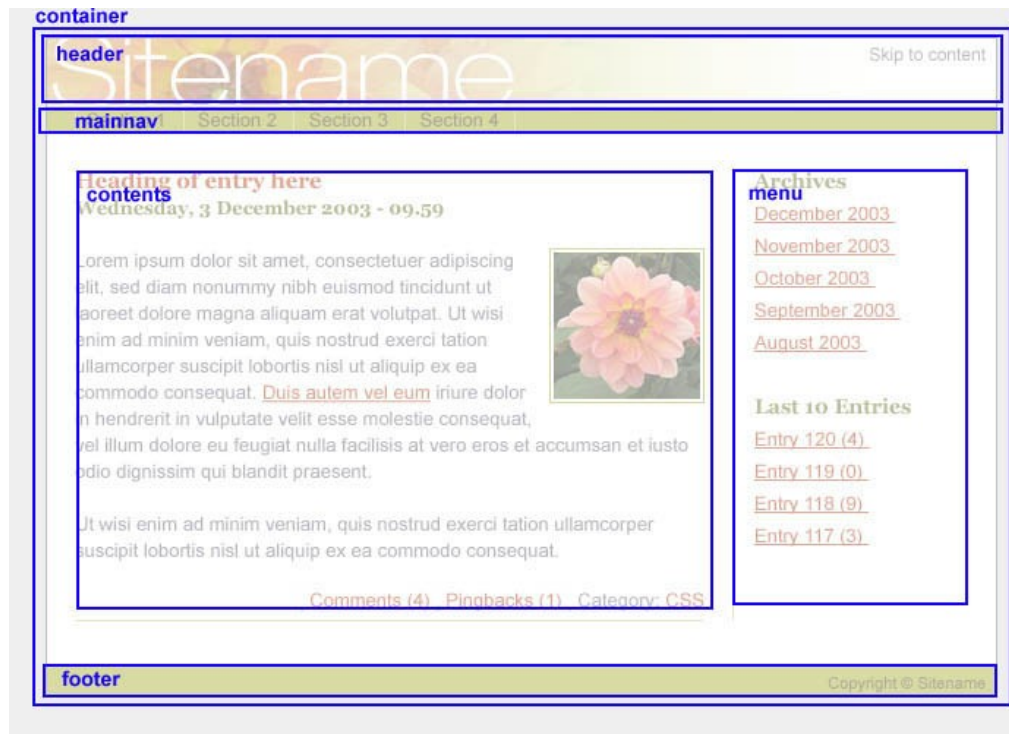 container
header
Sitename
Skip to content
mainnav
Section 2 Section 3 Section 4
Heading of entry here
contents
Wednesday, 3 December 2003 - 09.59
Lorem ipsum dolor sit amet, consectetuer adipiscing
elit, sed diam nonummy nibh euismod tincidunt ut
laoreet dolore magna aliquam erat volutpat. Ut wisi
enim ad minim veniam, quis nostrud exerci tation
ullamcorper suscipit lobortis nisl ut aliquip ex ea
commodo consequat. Duis autem vel eum iriure dolor
in hendrerit in vulputate velit esse molestie consequat,
vel illum dolore eu feugiat nulla facilisis at vero eros et accumsan et iusto
odio dignissim qui blandit praesent.
Ut wisi enim ad minim veniam, quis nostrud exerci tation ullamcorper
suscipit lobortis nisl ut aliquip ex ea commodo consequat.
Comments (4) Pingbacks (1) Category: CSS
Archives
menu
December 2003
November 2003
October 2003
September 2003
August 2003
Last 10 Entries
Entry 120 (4)
Entry 119 (0)
Entry 118 (9)
Entry 117 (3)
footer
Copyright © Sitename